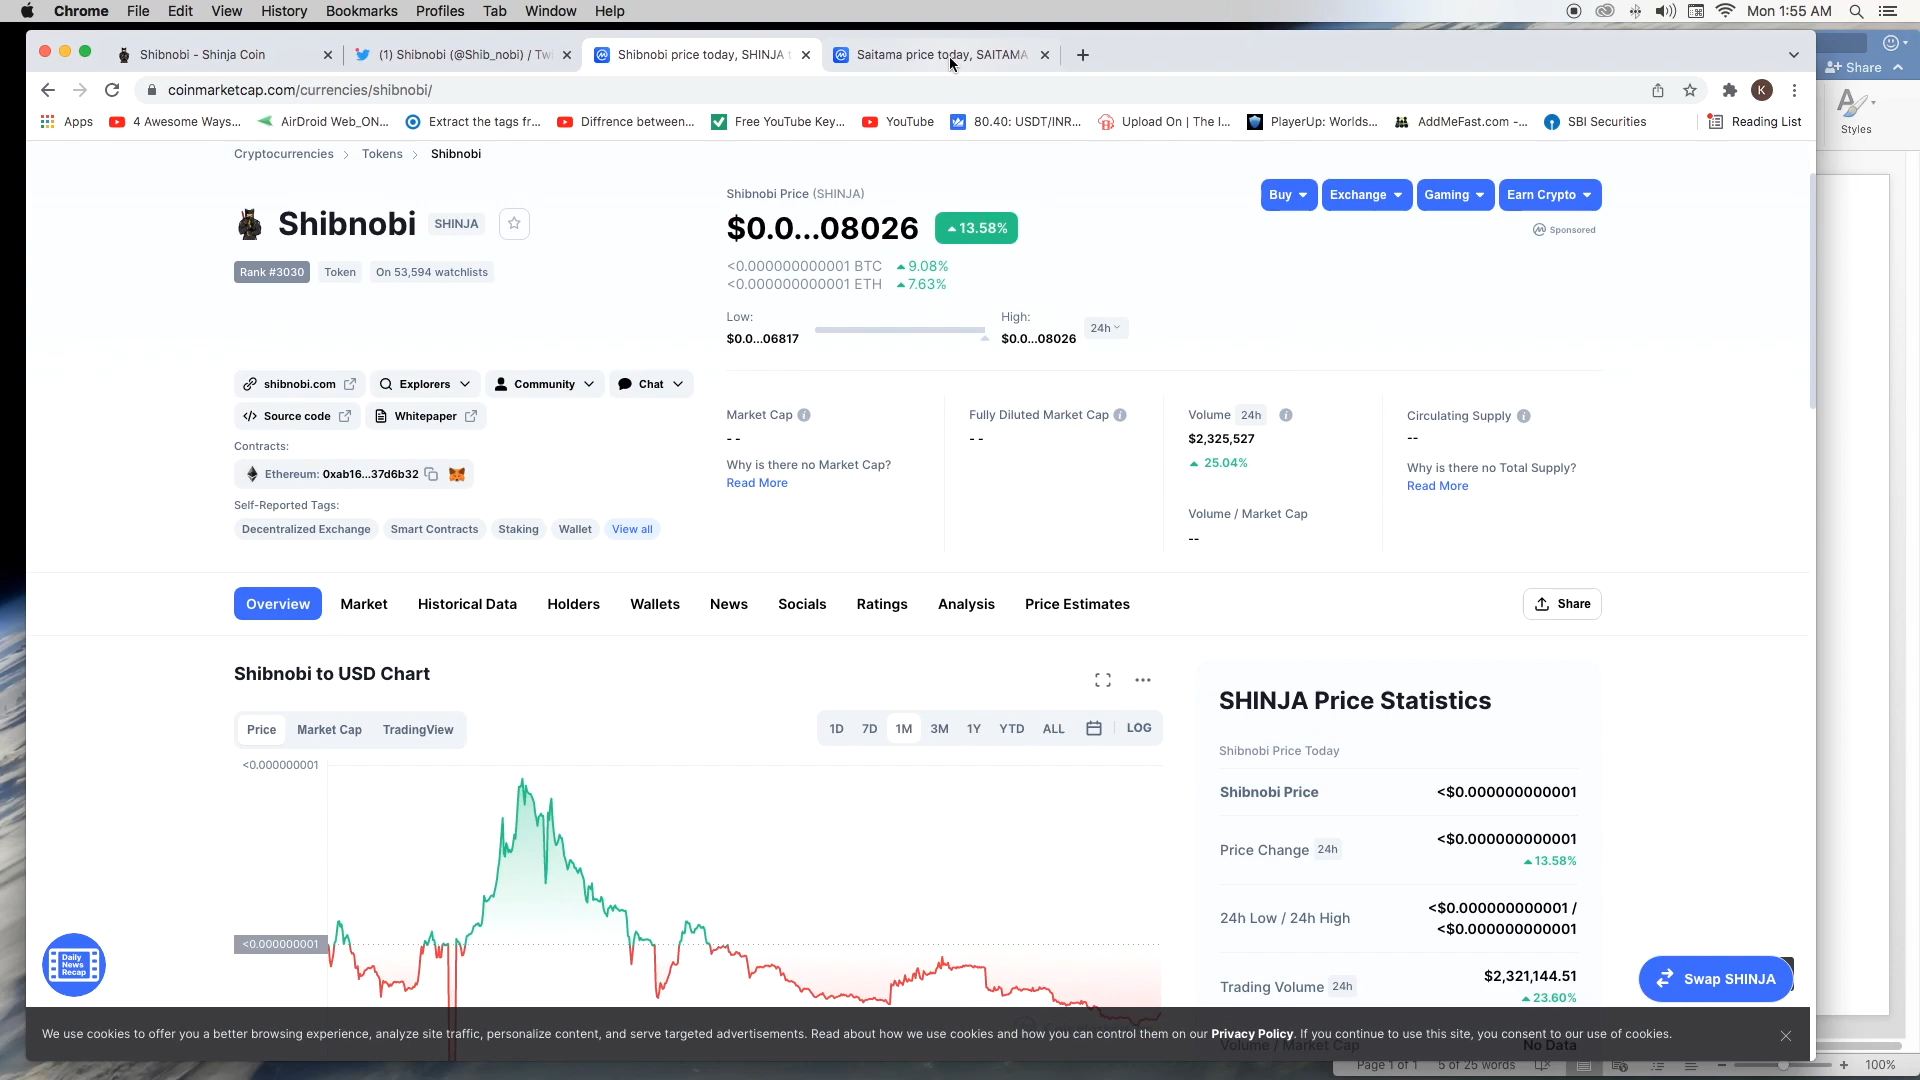 Chrome File Edit View History Bookmarks Profiles Tab Window Help Mon 1:55 AM
Shibnobi - Shinja Coin (1) Shibnobi (@Shib_nobi) / Tw Shibnobi price today, SHINJA t Saitama price today, SAITAMA
Share
coinmarketcap.com/currencies/shibnobi/ K
Apps 4 Awesome Ways... AirDroid Web_ON... Extract the tags fr... Diffrence between... Free YouTube Key... YouTube 80.40: USDT/INR... Upload On | The I... PlayerUp: Worlds... AddMeFast.com -... SBI Securities Reading List
Styles
Cryptocurrencies Tokens Shibnobi
Shibnobi Price (SHINJA)
Buy Exchange Gaming Earn Crypto
Shibnobi SHINJA
$0.0...08026 13.58%
Sponsored
Rank #3030 Token On 53,594 watchlists
<0.000000000001 BTC 9.08%
<0.000000000001 ETH 7.63%
Low: High:
$0.0...06817 $0.0...08026 24h
shibnobi.com Explorers Community Chat
Source code Whitepaper
Market Cap Fully Diluted Market Cap Volume 24h Circulating Supply
- - - - $2,325,527 --
25.04%
Contracts:
Ethereum: 0xab16...37d6b32
Why is there no Market Cap? Why is there no Total Supply?
Read More Read More
Self-Reported Tags:
Decentralized Exchange Smart Contracts Staking Wallet View all
Volume / Market Cap
--
Overview Market Historical Data Holders Wallets News Socials Ratings Analysis Price Estimates Share
Shibnobi to USD Chart
Price Market Cap TradingView 1D 7D 1M 3M 1Y YTD ALL LOG
<0.000000001
<0.000000001
SHINJA Price Statistics
Shibnobi Price Today
Shibnobi Price <$0.000000000001
Price Change 24h <$0.000000000001
13.58%
24h Low / 24h High <$0.000000000001 /
<$0.000000000001
Trading Volume 24h $2,321,144.51
23.60%
Daily
News
Recap
Swap SHINJA
We use cookies to offer you a better browsing experience, analyze site traffic, personalize content, and serve targeted advertisements. Read about how we use cookies and how you can control them on our Privacy Policy. If you continue to use this site, you consent to our use of cookies.
Volume / Market Cap No Data
Page 1 of 1 5 of 25 words 100%